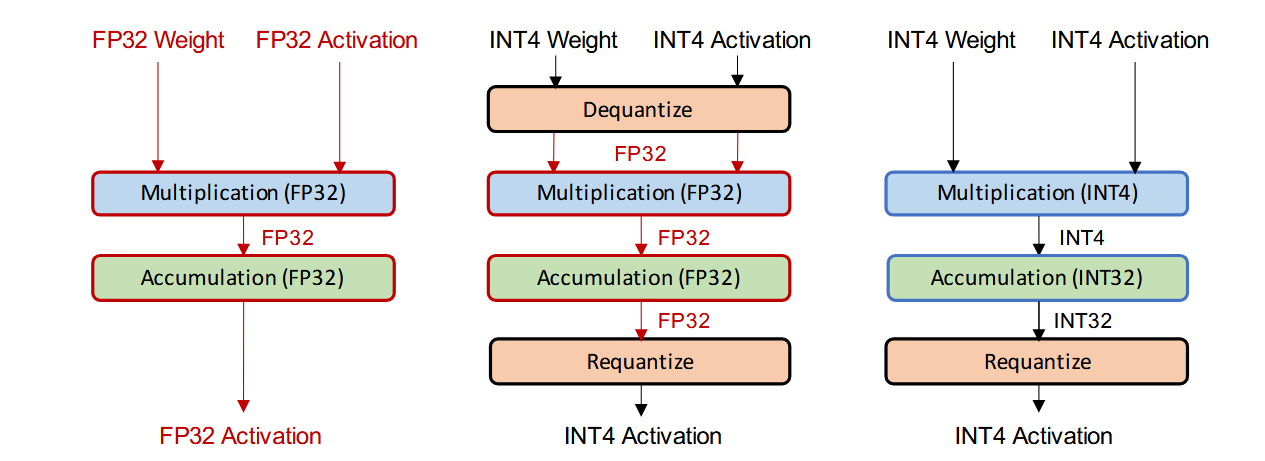 FP32 Weight FP32 Activation INT4 Weight INT4 Activation INT4 Weight INT4 Activation
Dequantize
FP32
Multiplication (FP32) Multiplication (FP32) Multiplication (INT4)
FP32 FP32 INT4
Accumulation (FP32) Accumulation (FP32) Accumulation (INT32)
FP32 INT32
Requantize Requantize
FP32 Activation INT4 Activation INT4 Activation